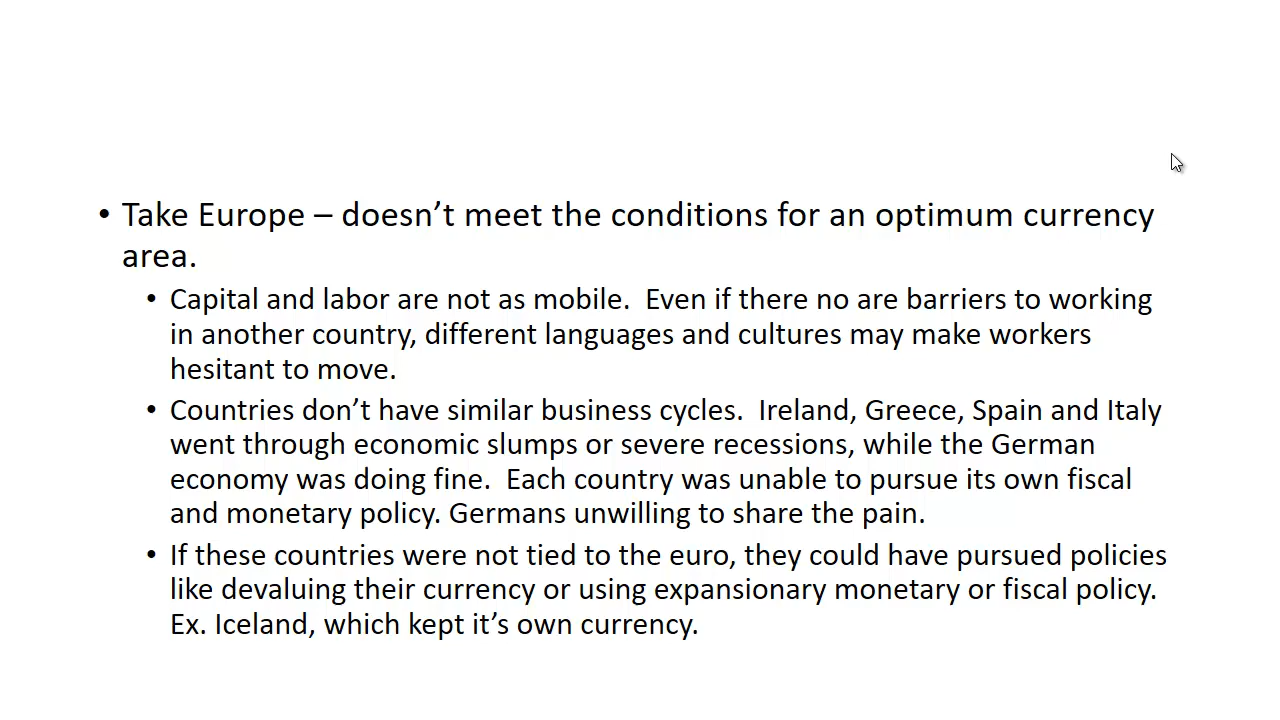 • Take Europe – doesn’t meet the conditions for an optimum currency
area.
• Capital and labor are not as mobile.  Even if there no are barriers to working
in another country, different languages and cultures may make workers
hesitant to move.
• Countries don’t have similar business cycles.  Ireland, Greece, Spain and Italy
went through economic slumps or severe recessions, while the German
economy was doing fine.  Each country was unable to pursue its own fiscal
and monetary policy. Germans unwilling to share the pain.
• If these countries were not tied to the euro, they could have pursued policies
like devaluing their currency or using expansionary monetary or fiscal policy.
Ex. Iceland, which kept it’s own currency.